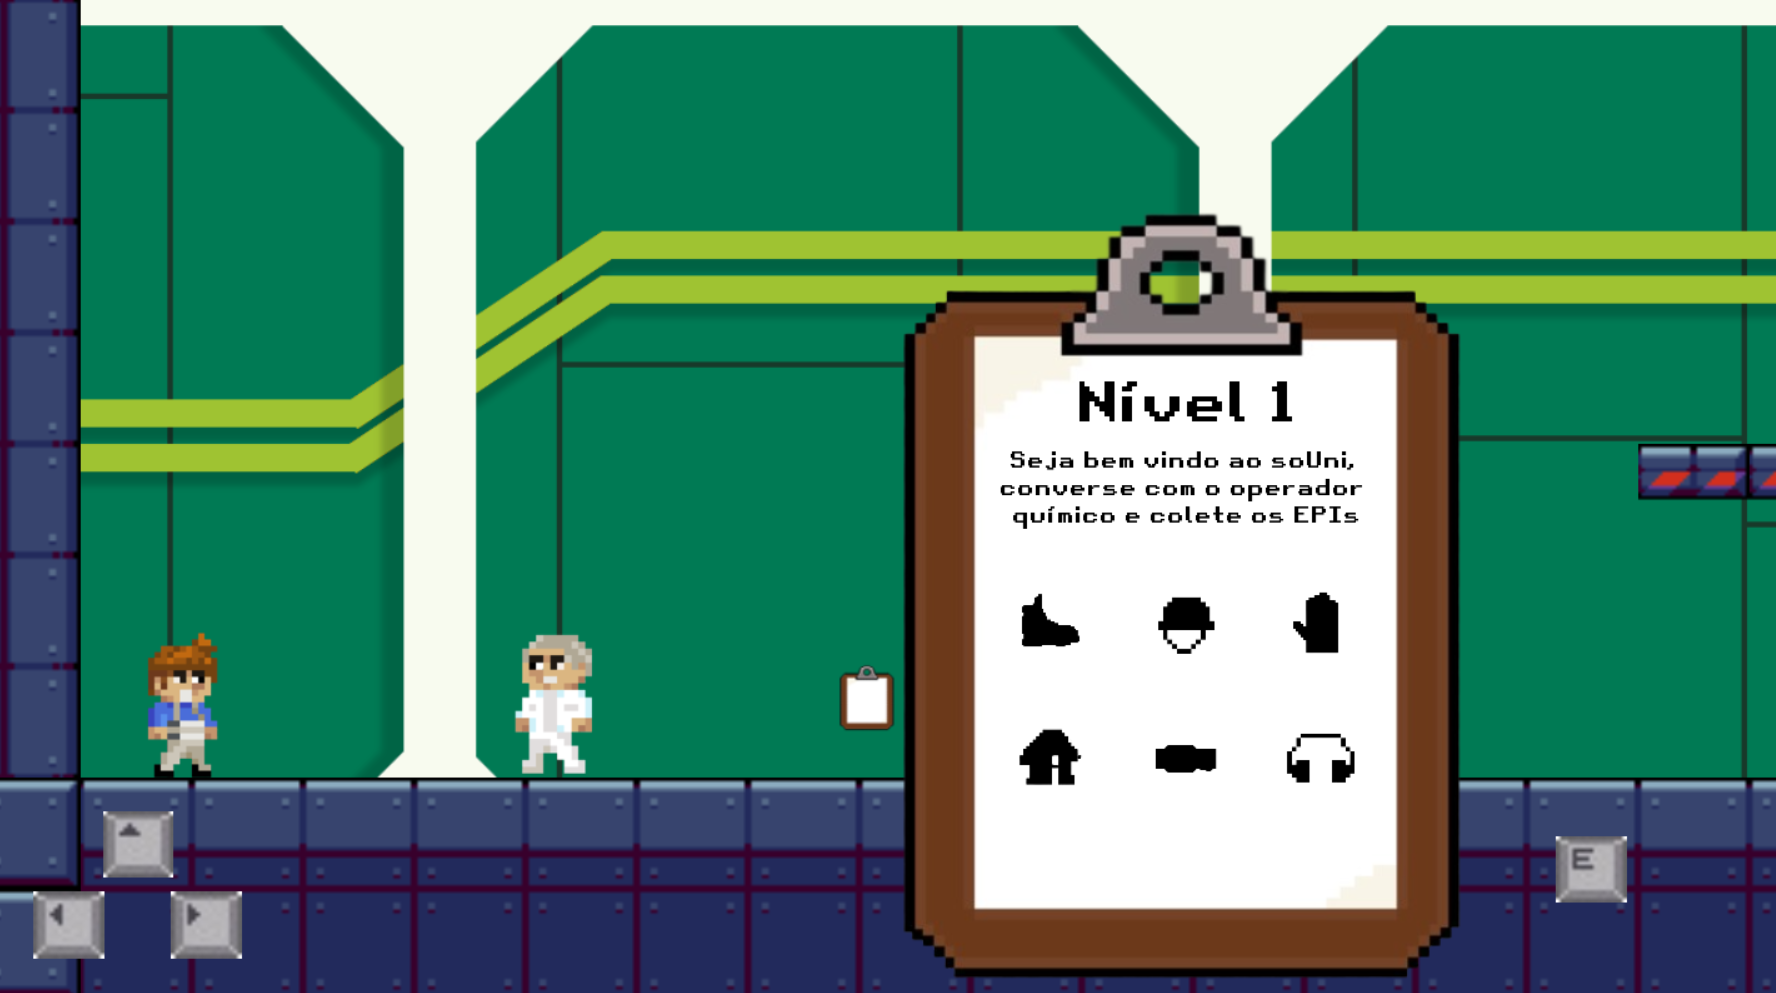 Nível 1
Seja bem vindo ao soUni,
converse com o operador
químico e colete os EPIs
E